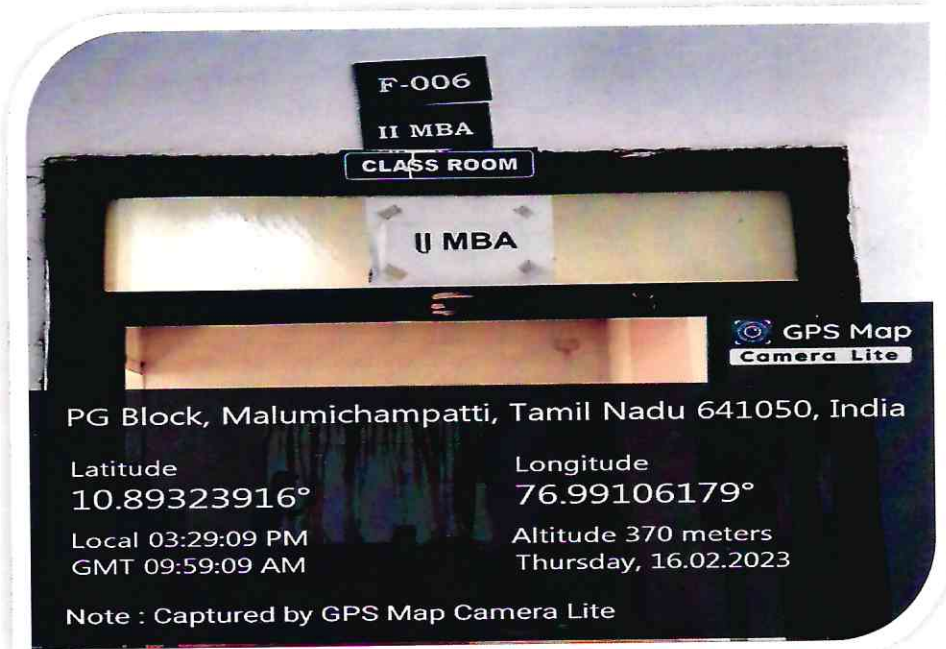 F-006
II MBA
CLASS ROOM
II MBA
GPS Map
Camera Lite
PG Block, Malumichampatti, Tamil Nadu 641050, India
Latitude
10.89323916°
Longitude
76.99106179°
Local 03:29:09 PM
GMT 09:59:09 AM
Altitude 370 meters
Thursday, 16.02.2023
Note : Captured by GPS Map Camera Lite